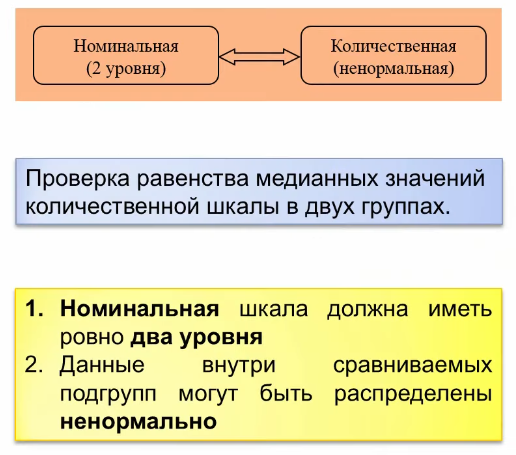 Номинальная
(2 уровня)
Количественная
(ненормальная)
Проверка равенства медианных значений
количественной шкалы в двух группах.
1. Номинальная шкала должна иметь
ровно два уровня
2. Данные внутри сравниваемых
подгрупп могут быть распределены
ненормально